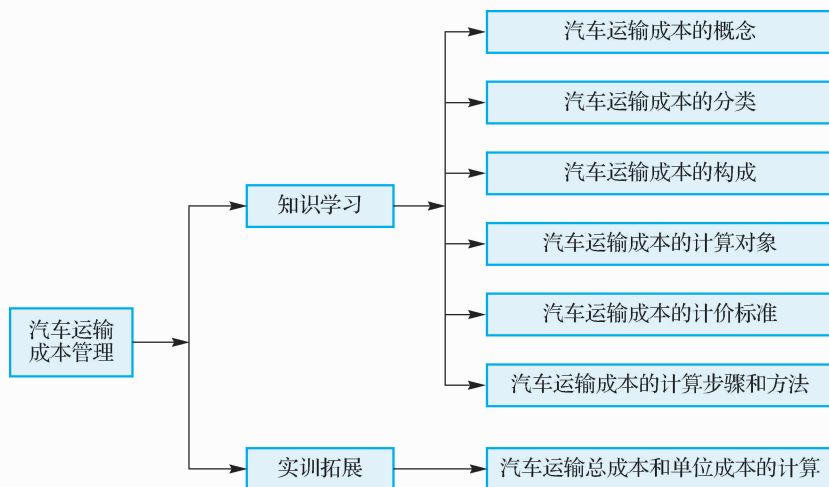 汽车运输
成本管理
知识学习
汽车运输成本的概念
汽车运输成本的分类
汽车运输成本的构成
汽车运输成本的计算对象
汽车运输成本的计价标准
汽车运输成本的计算步骤和方法
实训拓展
汽车运输总成本和单位成本的计算